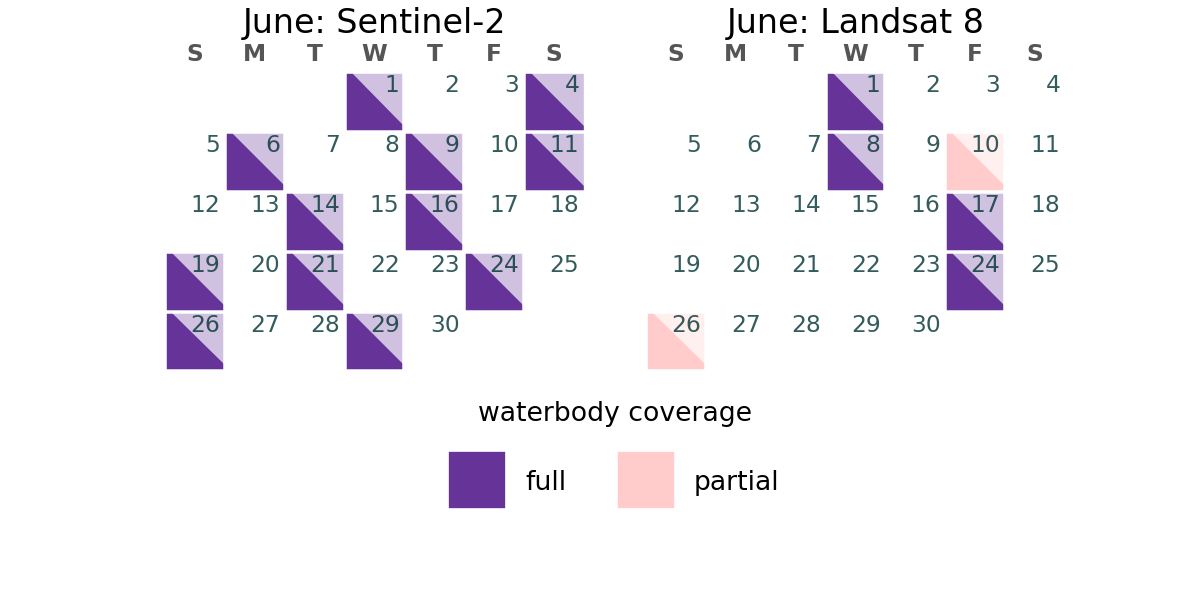 June: Sentinel-2
S M T W T F S
1 2 3 4
5 6 7 8 9 10 11
12 13 14 15 16 17 18
19 20 21 22 23 24 25
26 27 28 29 30
June: Landsat 8
S M T W T F S
1 2 3 4
5 6 7 8 9 10 11
12 13 14 15 16 17 18
19 20 21 22 23 24 25
26 27 28 29 30
waterbody coverage
full partial